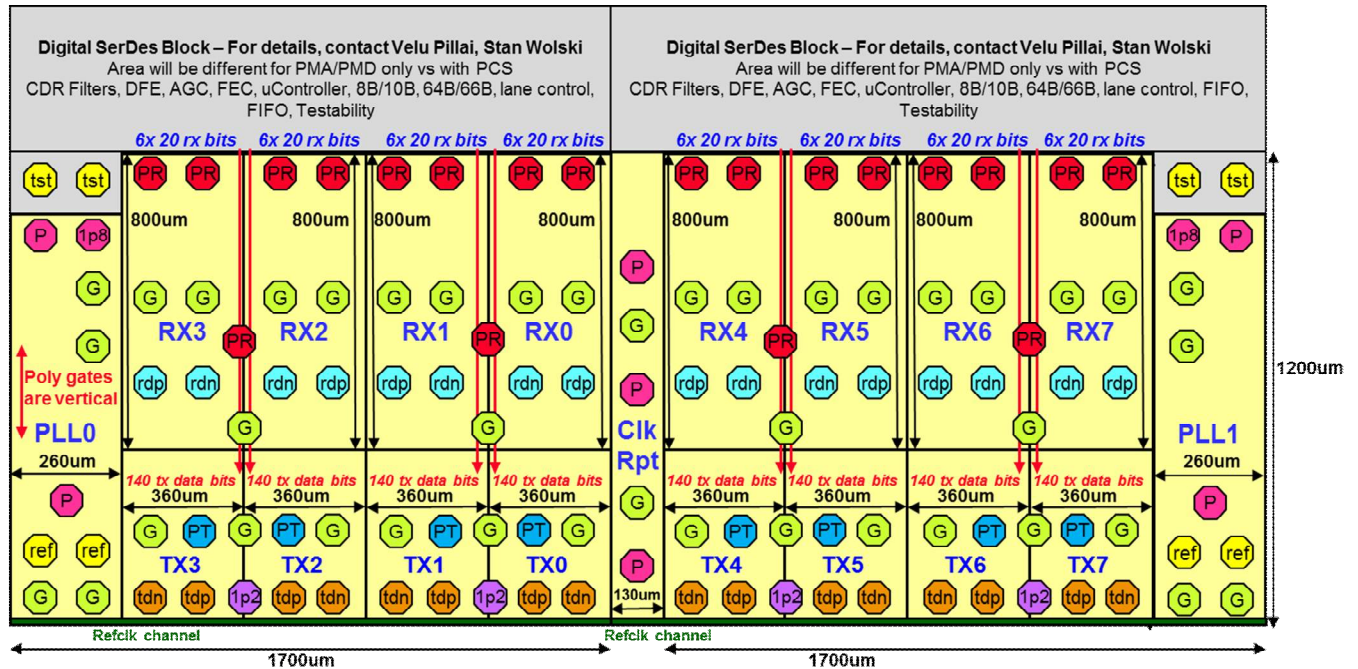 Digital SerDes Block – For details, contact Velu Pillai, Stan Wolski
Area will be different for PMA/PMD only vs with PCS
CDR Filters, DFE, AGC, FEC, uController, 8B/10B, 64B/66B, lane control,
FIFO, Testability
Digital SerDes Block – For details, contact Velu Pillai, Stan Wolski
Area will be different for PMA/PMD only vs with PCS
CDR Filters, DFE, AGC, FEC, uController, 8B/10B, 64B/66B, lane control, FIFO,
Testability
6x 20 rx bits 6x 20 rx bits 6x 20 rx bits 6x 20 rx bits 6x 20 rx bits 6x 20 rx bits 6x 20 rx bits 6x 20 rx bits
tst tst PR PR PR PR PR PR PR PR PR PR PR PR PR PR PR PR tst tst
800um 800um 800um 800um 800um 800um 800um 800um
P 1p8 1p8 P
P
G G
G G G G G G G G G G G G G G G G
G
RX3 RX2 RX1 RX0 RX4 RX5 RX6 RX7
PR PR PR PR
G G
1200um
Poly gates
are vertical
rdp rdn rdn rdp rdp rdn rdn rdp P rdp rdn rdn rdp rdp rdn rdn rdp
G G G G
PLL0 Clk
Rpt PLL1
260um 260um
140 tx data bits 140 tx data bits 140 tx data bits 140 tx data bits 140 tx data bits 140 tx data bits 140 tx data bits 140 tx data bits
360um 360um 360um 360um 360um 360um 360um 360um
P G P
G PT G PT G G PT G PT G G PT G PT G G PT G PT G
ref ref TX3 TX2 TX1 TX0 P TX4 TX5 TX6 TX7 ref ref
130um
G G tdn tdp 1p2 tdp tdn tdn tdp 1p2 tdp tdn tdn tdp 1p2 tdp tdn tdn tdp 1p2 tdp tdn G G
Refclk channel Refclk channel
1700um 1700um